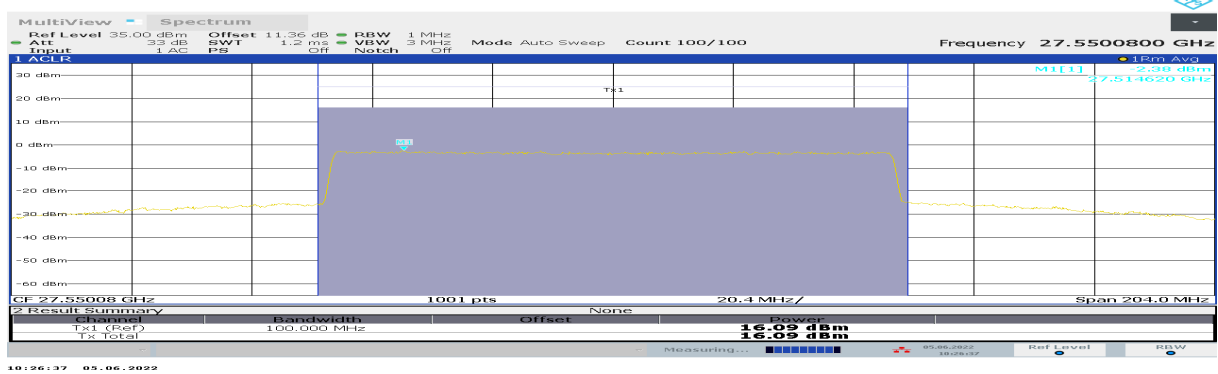 MultiView Spectrum
Ref Level 35.00 dBm Offset 11.36 dB RBW 1 MHz
Att 33 dB SWT 1.2 ms VBW 3 MHz Mode Auto Sweep Count 100/100 Frequency 27.5500800 GHz
Input 1 AC PS Off Notch Off
1 ACLR 1Rm Avg
M1[1] -2.38 dBm
27.514620 GHz
30 dBm
Tx1
20 dBm
10 dBm
0 dBm
M1
-10 dBm
-20 dBm
-30 dBm
-40 dBm
-50 dBm
-60 dBm
CF 27.55008 GHz 1001 pts 20.4 MHz/ Span 204.0 MHz
2 Result Summary None
Channel Bandwidth Offset Power
Tx1 (Ref) 100.000 MHz 16.09 dBm
Tx Total 16.09 dBm
Measuring... 05.06.2022 Ref Level RBW
10:26:37
10:26:37 05.06.2022